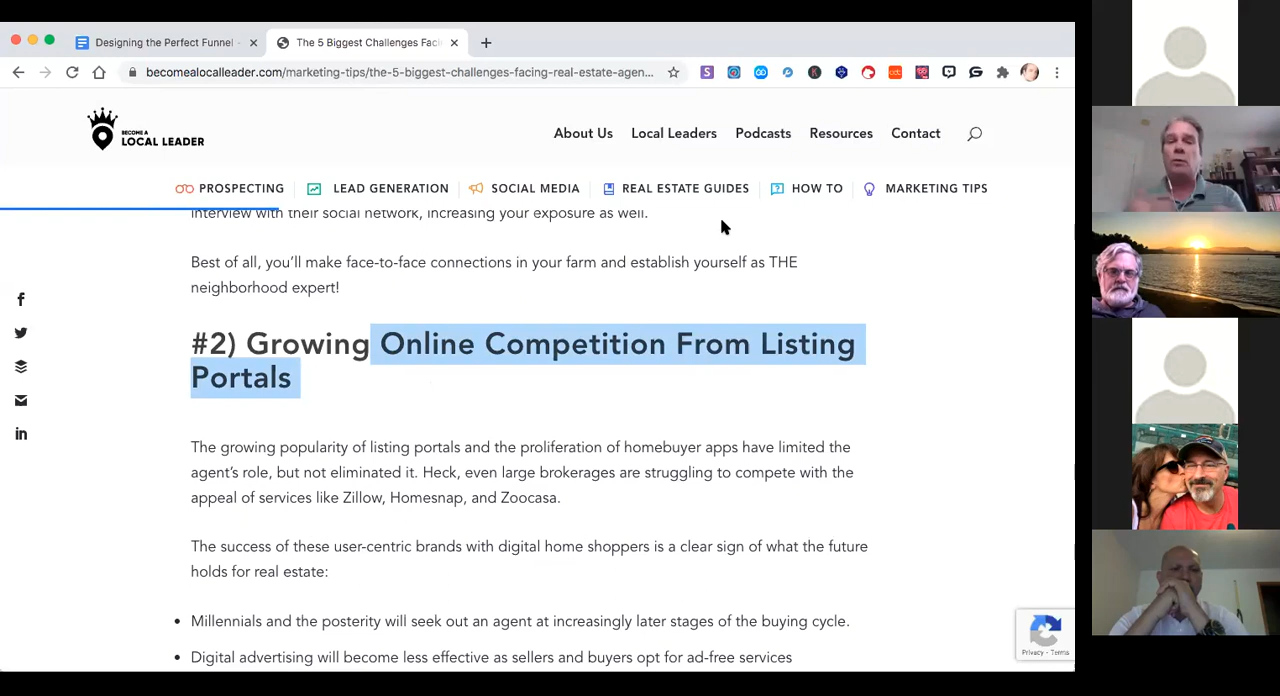 Designing the Perfect Funnel -
The 5 Biggest Challenges Faci
becomealocalleader.com/marketing-tips/the-5-biggest-challenges-facing-real-estate-agen...
BECOME A
LOCAL LEADER
About Us Local Leaders Podcasts Resources Contact
PROSPECTING LEAD GENERATION SOCIAL MEDIA REAL ESTATE GUIDES HOW TO MARKETING TIPS
interview with their social network, increasing your exposure as well.
Best of all, you'll make face-to-face connections in your farm and establish yourself as THE
neighborhood expert!
#2) Growing Online Competition From Listing
Portals
The growing popularity of listing portals and the proliferation of homebuyer apps have limited the
agent's role, but not eliminated it. Heck, even large brokerages are struggling to compete with the
appeal of services like Zillow, Homesnap, and Zoocasa.
The success of these user-centric brands with digital home shoppers is a clear sign of what the future
holds for real estate:
• Millennials and the posterity will seek out an agent at increasingly later stages of the buying cycle.
• Digital advertising will become less effective as sellers and buyers opt for ad-free services
Privacy - Terms